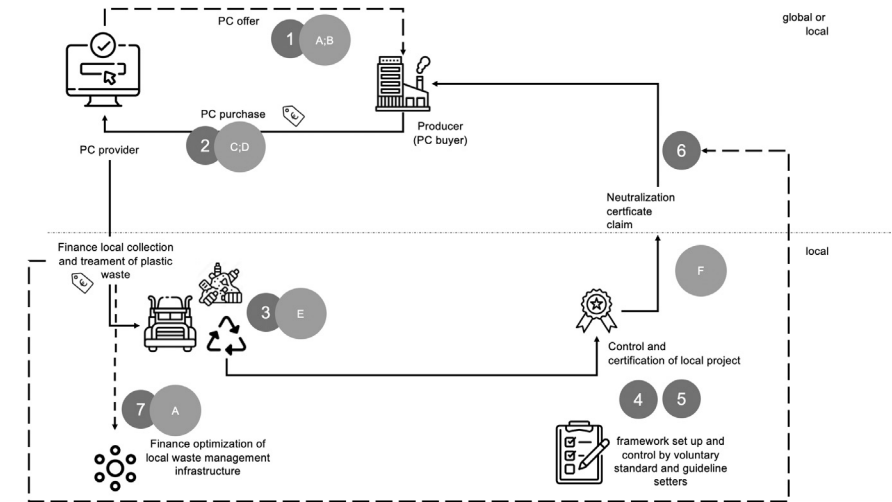 PC offer
1
A;B
global or
local
PC purchase
€
2
C;D
PC provider
Producer
(PC buyer)
6
Neutralization
certficate
claim
Finance local collection
and treament of plastic
waste
€
local
F
3
E
Control and
certification of local project
4
5
7
A
Finance optimization of
local waste management
infrastructure
framework set up and
control by voluntary
standard and guideline
setters